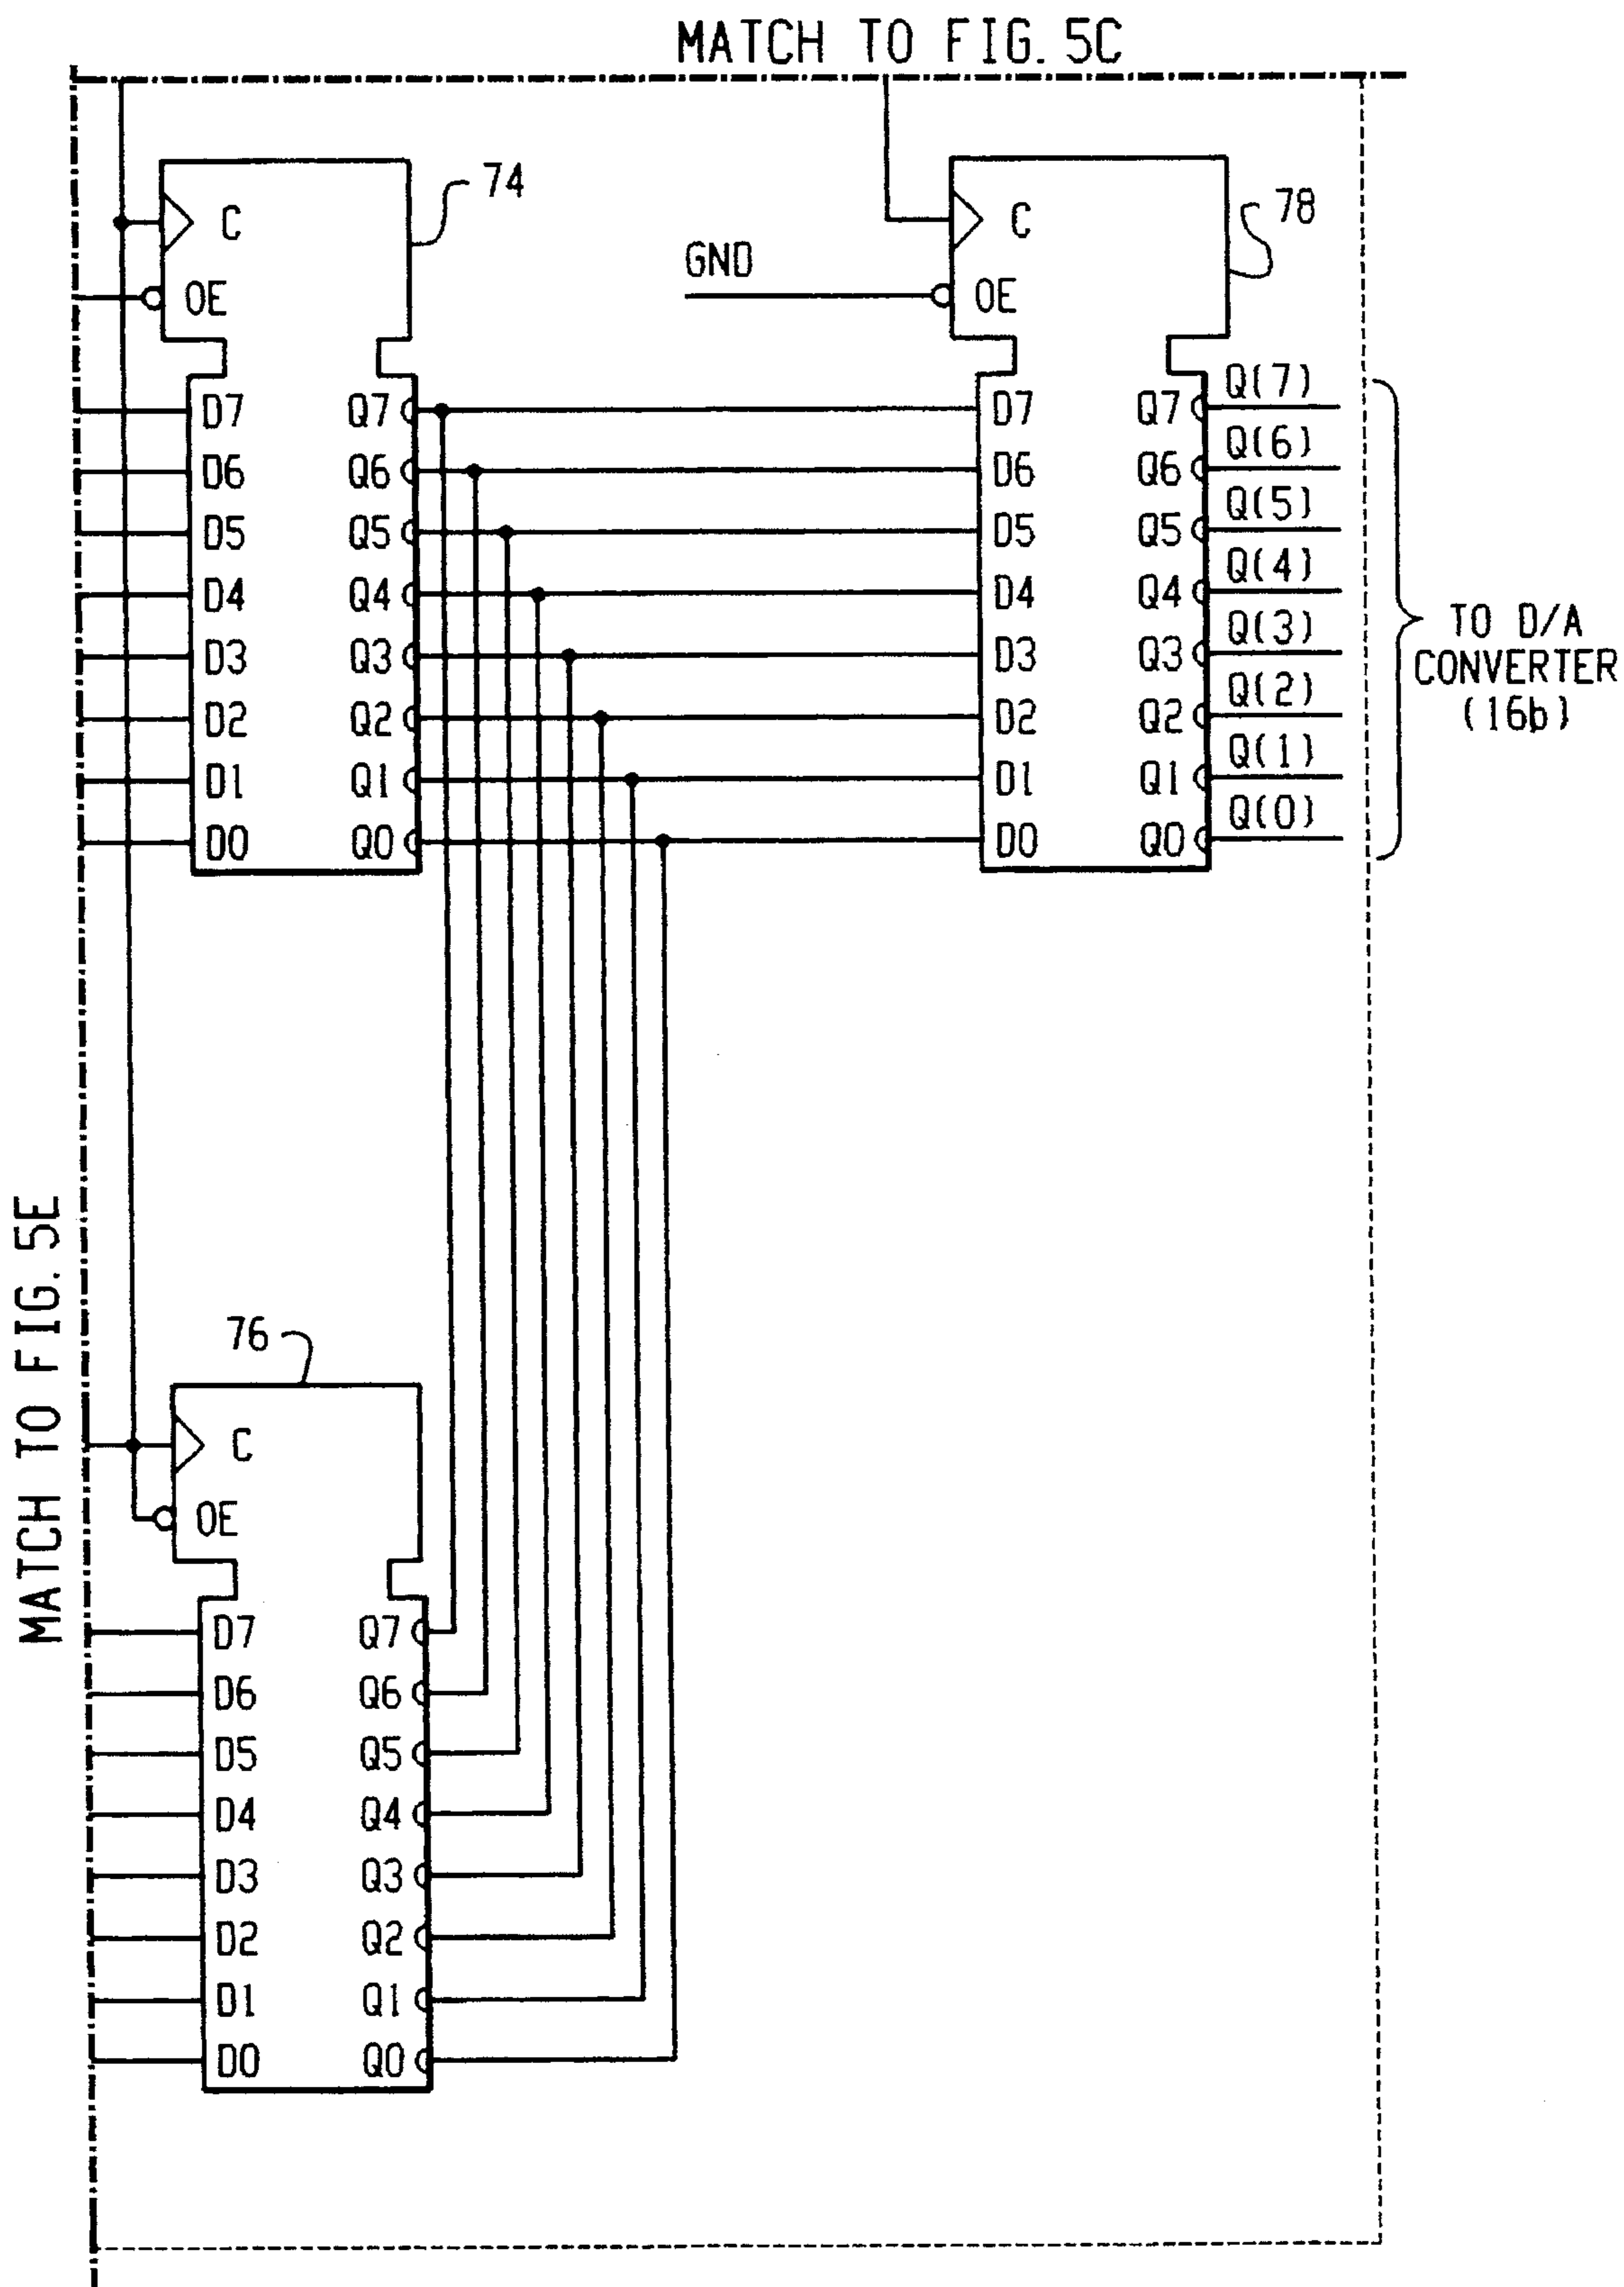 MATCH TO FIG. 5C
74
C
OE
78
GND
C
OE
D7 Q7
D6 Q6
D5 Q5
D4 Q4
D3 Q3
D2 Q2
D1 Q1
D0 Q0
D7 Q7 Q(7)
D6 Q6 Q(6)
D5 Q5 Q(5)
D4 Q4 Q(4)
D3 Q3 Q(3)
D2 Q2 Q(2)
D1 Q1 Q(1)
D0 Q0 Q(0)
TO D/A
CONVERTER
(16b)
MATCH TO FIG. 5E
76
C
OE
D7 Q7
D6 Q6
D5 Q5
D4 Q4
D3 Q3
D2 Q2
D1 Q1
D0 Q0